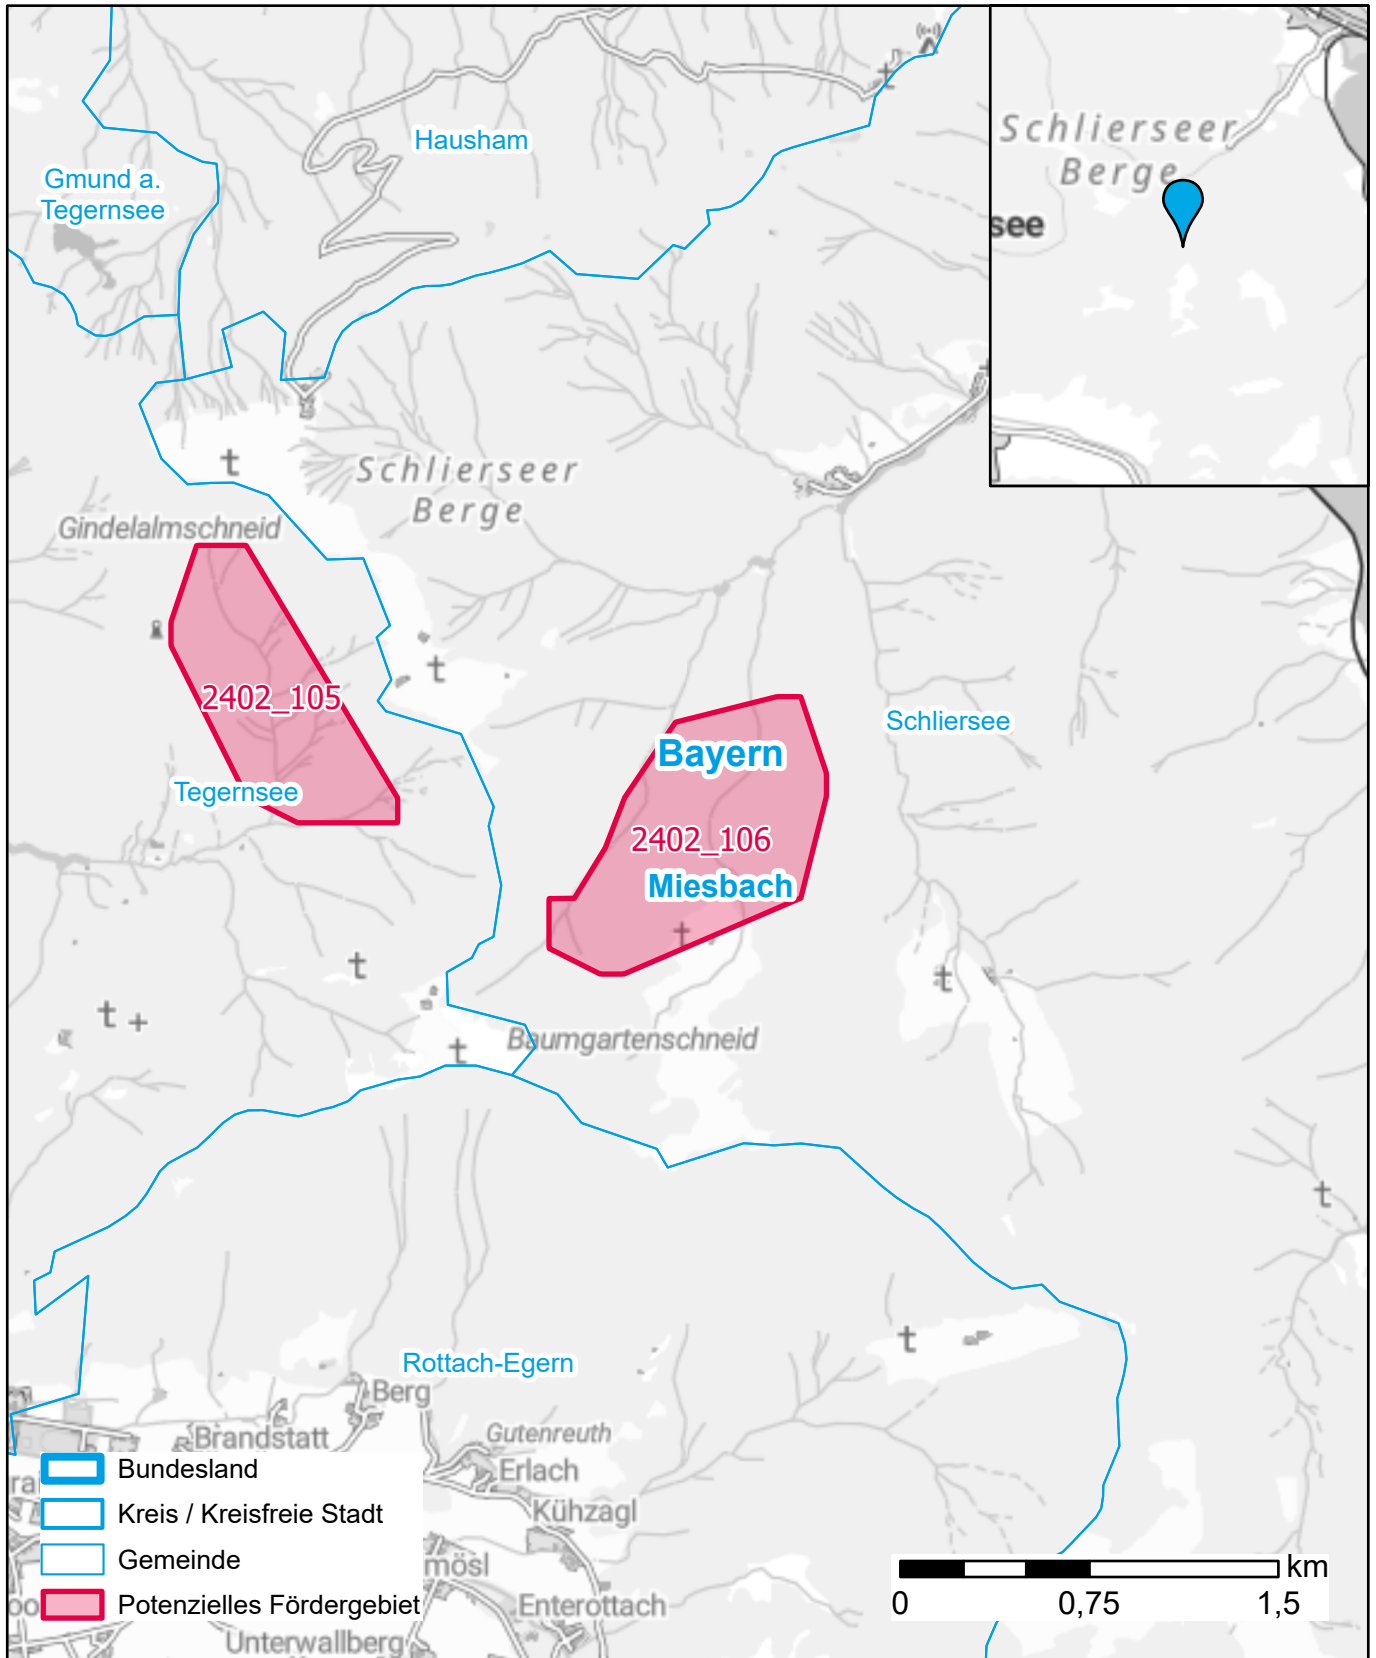 Hausham
Gmund a.
Tegernsee
Schlierseer
Berge
see
Schlierseer
Berge
Gindelalmschneid
2402_105
Tegernsee
Bayern
Schliersee
2402_106
Miesbach
Baumgartenschneid
Rottach-Egern
Berg
Brandstatt
Gutenreuth
Erlach
Kühzagl
mösl
Enterottach
Unterwallberg
Bundesland
Kreis / Kreisfreie Stadt
Gemeinde
Potenzielles Fördergebiet
km
0 0,75 1,5